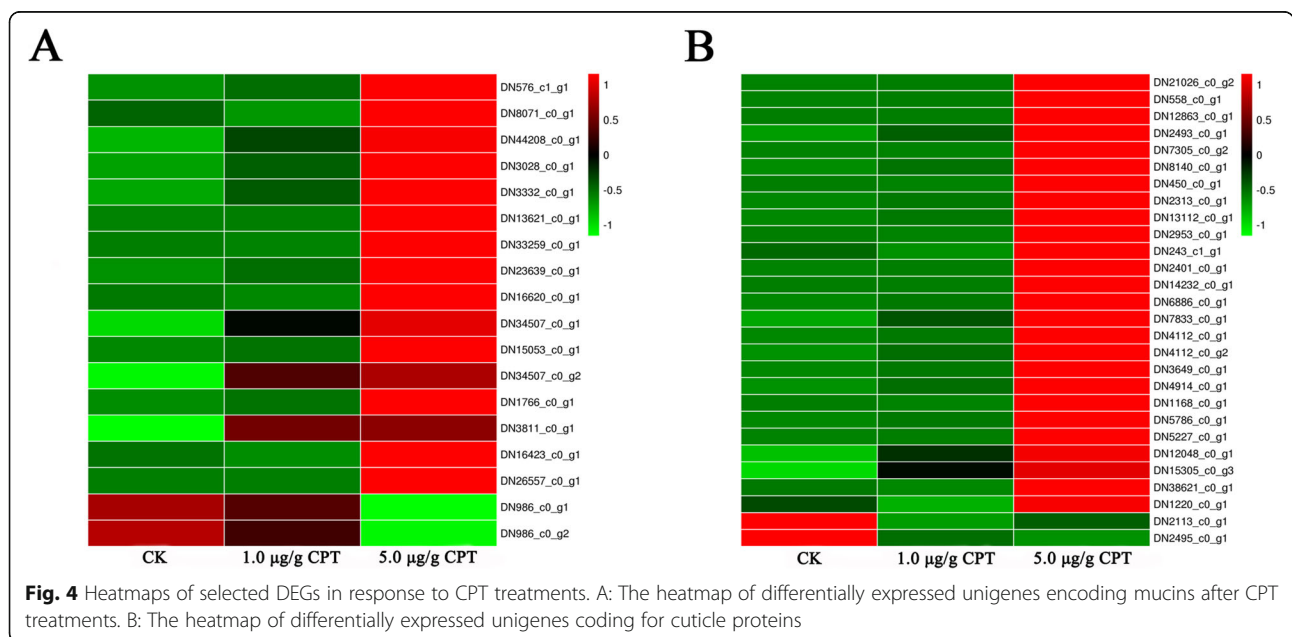 A
1
0.5
0
-0.5
-1
DN576_c1_g1
DN8071_c0_g1
DN44208_c0_g1
DN3028_c0_g1
DN3332_c0_g1
DN13621_c0_g1
DN33259_c0_g1
DN23639_c0_g1
DN16620_c0_g1
DN34507_c0_g1
DN15053_c0_g1
DN34507_c0_g2
DN1766_c0_g1
DN3811_c0_g1
DN16423_c0_g1
DN26557_c0_g1
DN986_c0_g1
DN986_c0_g2
CK 1.0 µg/g CPT 5.0 µg/g CPT
B
1
0.5
0
-0.5
-1
DN21026_c0_g2
DN558_c0_g1
DN12863_c0_g1
DN2493_c0_g1
DN7305_c0_g2
DN8140_c0_g1
DN450_c0_g1
DN2313_c0_g1
DN13112_c0_g1
DN2953_c0_g1
DN243_c1_g1
DN2401_c0_g1
DN14232_c0_g1
DN6886_c0_g1
DN7833_c0_g1
DN4112_c0_g1
DN4112_c0_g2
DN3649_c0_g1
DN4914_c0_g1
DN1168_c0_g1
DN5786_c0_g1
DN5227_c0_g1
DN12048_c0_g1
DN15305_c0_g3
DN38621_c0_g1
DN1220_c0_g1
DN2113_c0_g1
DN2495_c0_g1
CK 1.0 µg/g CPT 5.0 µg/g CPT
Fig. 4 Heatmaps of selected DEGs in response to CPT treatments. A: The heatmap of differentially expressed unigenes encoding mucins after CPT
treatments. B: The heatmap of differentially expressed unigenes coding for cuticle proteins